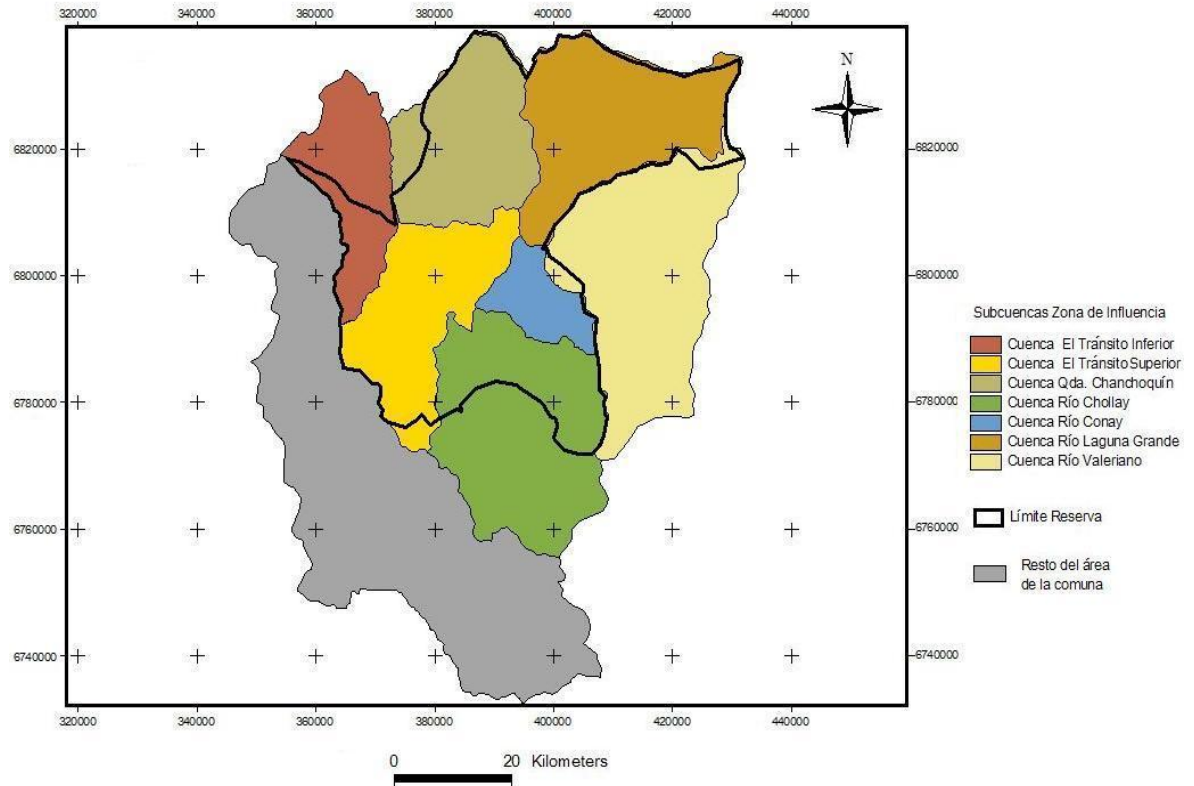 320000 340000 360000 380000 400000 420000 440000
N
6820000 6820000
6800000 6800000
6780000 6780000
6760000 6760000
6740000 6740000
320000 340000 360000 380000 400000 420000 440000
0 20 Kilometers
Subcuencas Zona de Influencia
Cuenca El Tránsito Inferior
Cuenca El Tránsito Superior
Cuenca Qda. Chanchoquín
Cuenca Río Chollay
Cuenca Río Conay
Cuenca Río Laguna Grande
Cuenca Río Valeriano
Límite Reserva
Resto del área
de la comuna